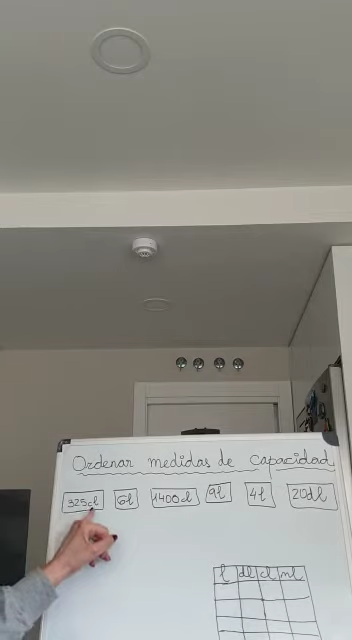 Ordenar medidas de capacidad
325cl 6l 1400cl 9l 4l 20dl
l dl cl ml